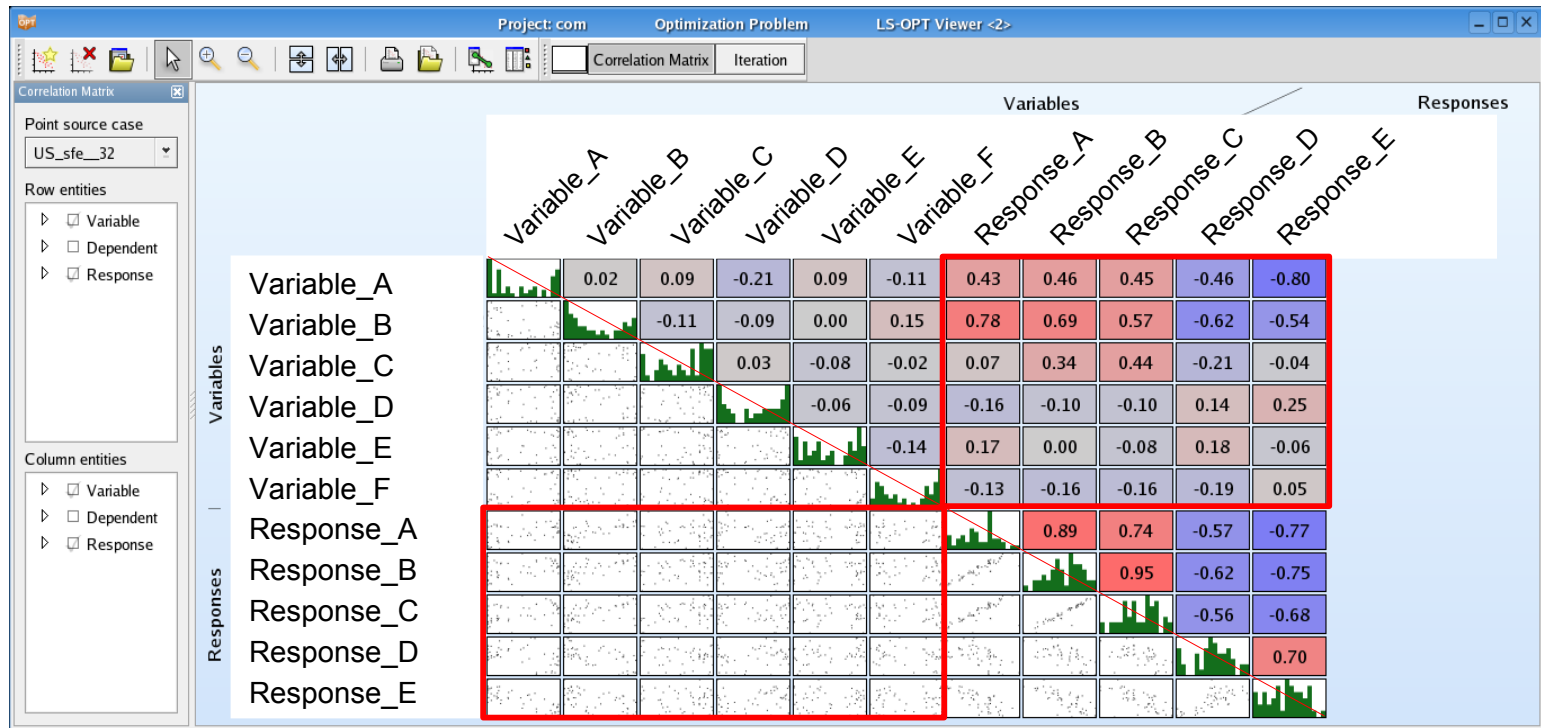 OPT Project: com Optimization Problem LS-OPT Viewer <2>
Correlation Matrix Iteration
Correlation Matrix
Point source case
US_sfe__32
Row entities
Variable
Dependent
Response
Column entities
Variable
Dependent
Response
Variables Responses
Variable_A Variable_B Variable_C Variable_D Variable_E Variable_F Response_A Response_B Response_C Response_D Response_E
Variables
Variable_A 0.02 0.09 -0.21 0.09 -0.11 0.43 0.46 0.45 -0.46 -0.80
Variable_B -0.11 -0.09 0.00 0.15 0.78 0.69 0.57 -0.62 -0.54
Variable_C 0.03 -0.08 -0.02 0.07 0.34 0.44 -0.21 -0.04
Variable_D -0.06 -0.09 -0.16 -0.10 -0.10 0.14 0.25
Variable_E -0.14 0.17 0.00 -0.08 0.18 -0.06
Variable_F -0.13 -0.16 -0.16 -0.19 0.05
Responses
Response_A 0.89 0.74 -0.57 -0.77
Response_B 0.95 -0.62 -0.75
Response_C -0.56 -0.68
Response_D 0.70
Response_E